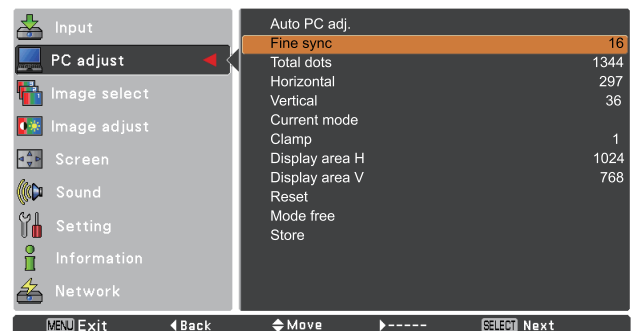 Input
PC adjust
Image select
Image adjust
Screen
Sound
Setting
Information
Network
Auto PC adj.
Fine sync 16
Total dots 1344
Horizontal 297
Vertical 36
Current mode
Clamp 1
Display area H 1024
Display area V 768
Reset
Mode free
Store
MENU Exit Back Move ----- SELECT Next